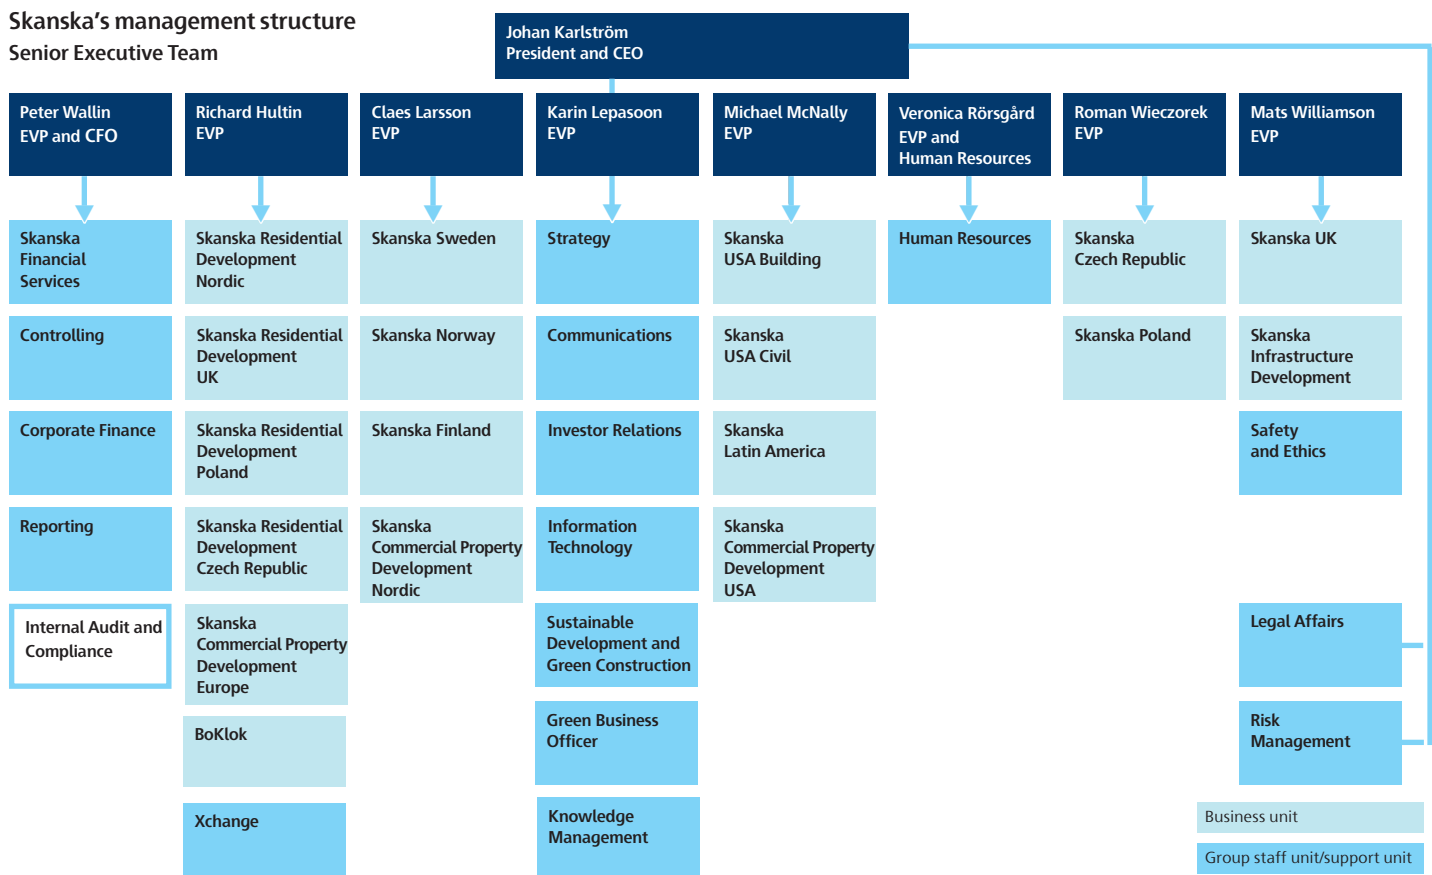 Skanska's management structure
Senior Executive Team
Johan Karlström
President and CEO
Peter Wallin
EVP and CFO
Richard Hultin
EVP
Claes Larsson
EVP
Karin Lepasoon
EVP
Michael McNally
EVP
Veronica Rörsgård
EVP and
Human Resources
Roman Wieczorek
EVP
Mats Williamson
EVP
Skanska
Financial
Services
Controlling
Corporate Finance
Reporting
Internal Audit and
Compliance
Skanska Residential
Development
Nordic
Skanska Residential
Development
UK
Skanska Residential
Development
Poland
Skanska Residential
Development
Czech Republic
Skanska
Commercial Property
Development
Europe
BoKlok
Xchange
Skanska Sweden
Skanska Norway
Skanska Finland
Skanska
Commercial Property
Development
Nordic
Strategy
Communications
Investor Relations
Information
Technology
Sustainable
Development and
Green Construction
Green Business
Officer
Knowledge
Management
Skanska
USA Building
Skanska
USA Civil
Skanska
Latin America
Skanska
Commercial Property
Development
USA
Human Resources
Skanska
Czech Republic
Skanska Poland
Skanska UK
Skanska
Infrastructure
Development
Safety
and Ethics
Legal Affairs
Risk
Management
Business unit
Group staff unit/support unit